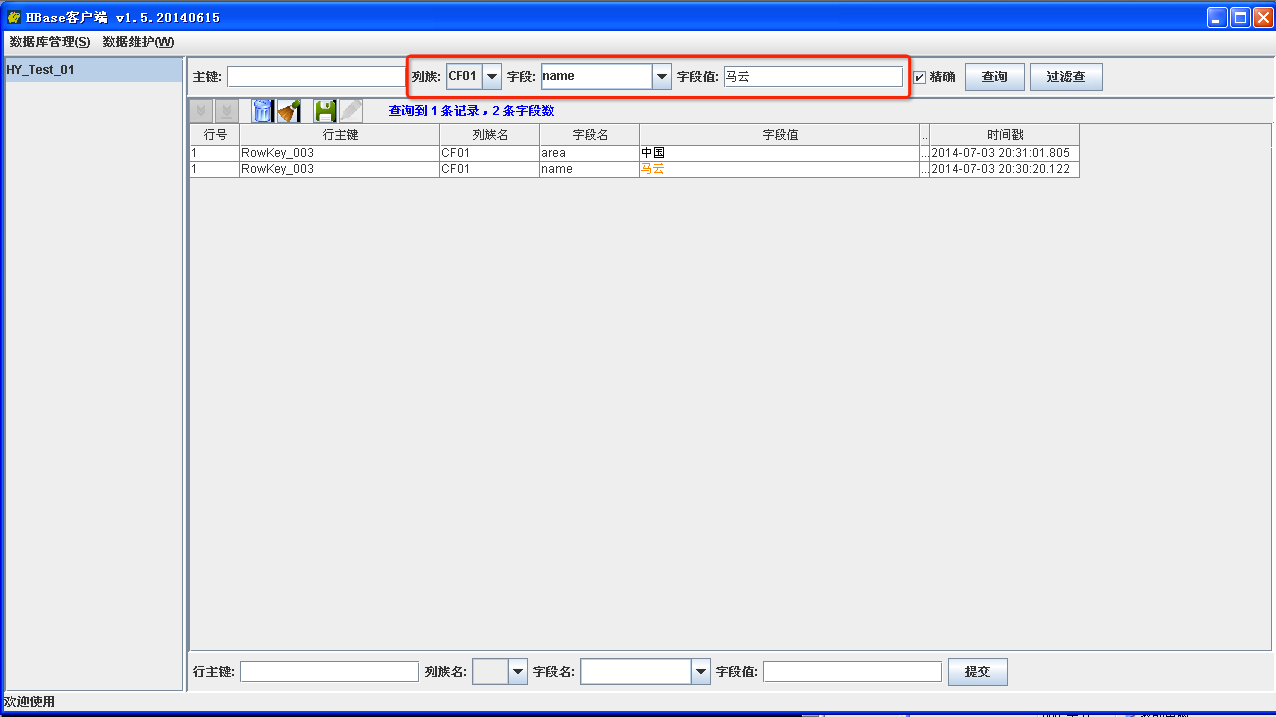 HBase客户端 v1.5.20140615
数据库管理(S) 数据维护(W)
HY_Test_01
主键: 列族: CF01 字段: name 字段值: 马云 精确 查询 过滤查
查询到 1 条记录，2 条字段数
行号 行主键 列族名 字段名 字段值 .. 时间戳
1 RowKey_003 CF01 area 中国 ... 2014-07-03 20:31:01.805
1 RowKey_003 CF01 name 马云 ... 2014-07-03 20:30:20.122
行主键: 列族名: 字段名: 字段值: 提交
欢迎使用